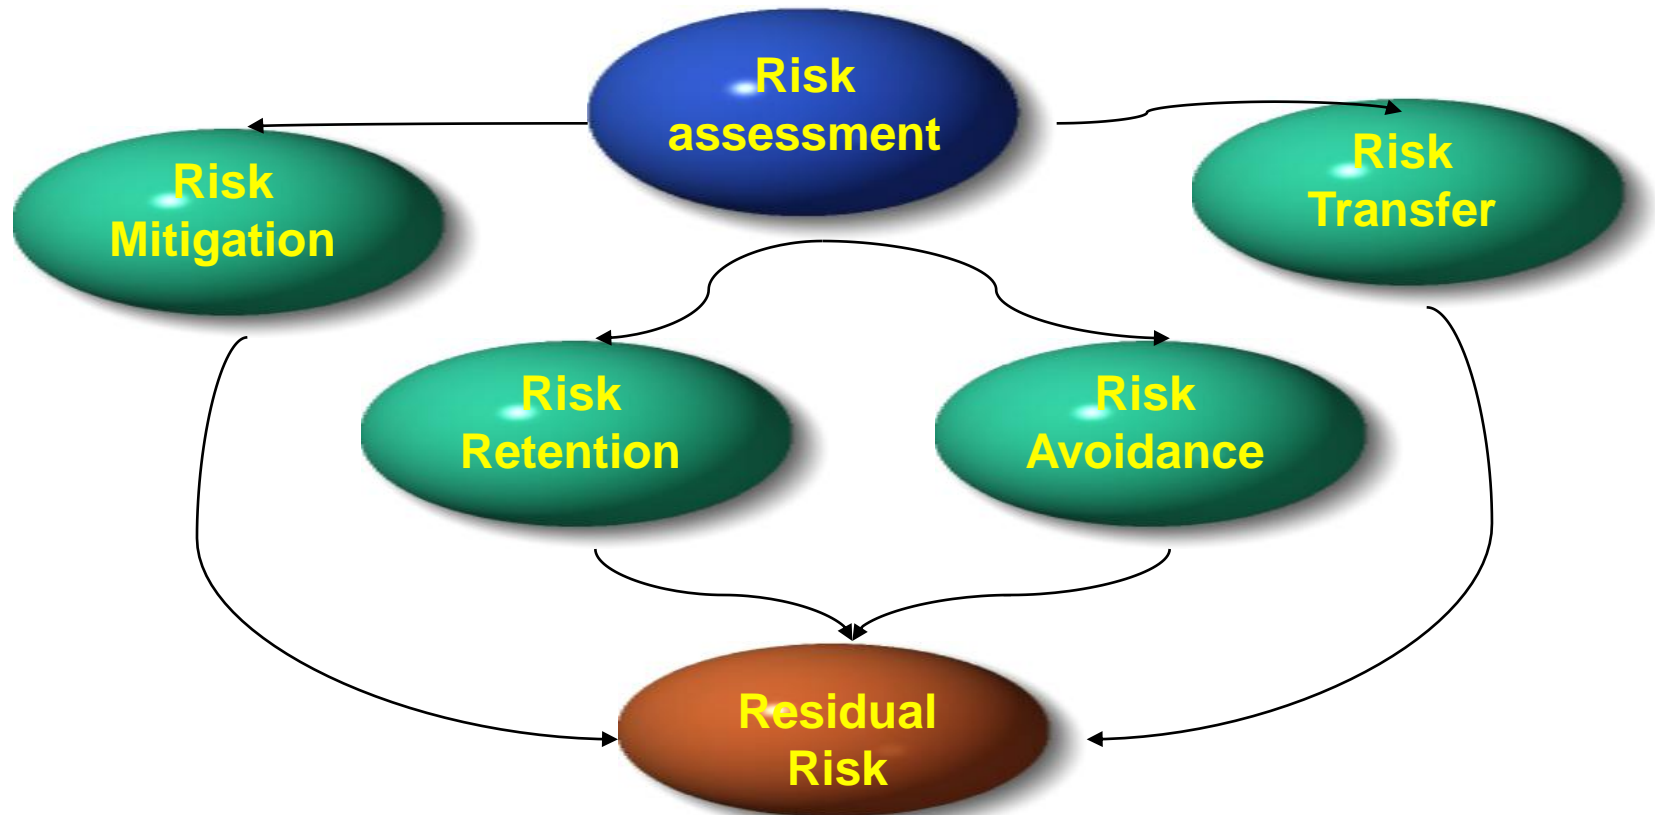 Risk
assessment
Risk
Mitigation
Risk
Transfer
Risk
Retention
Risk
Avoidance
Residual
Risk